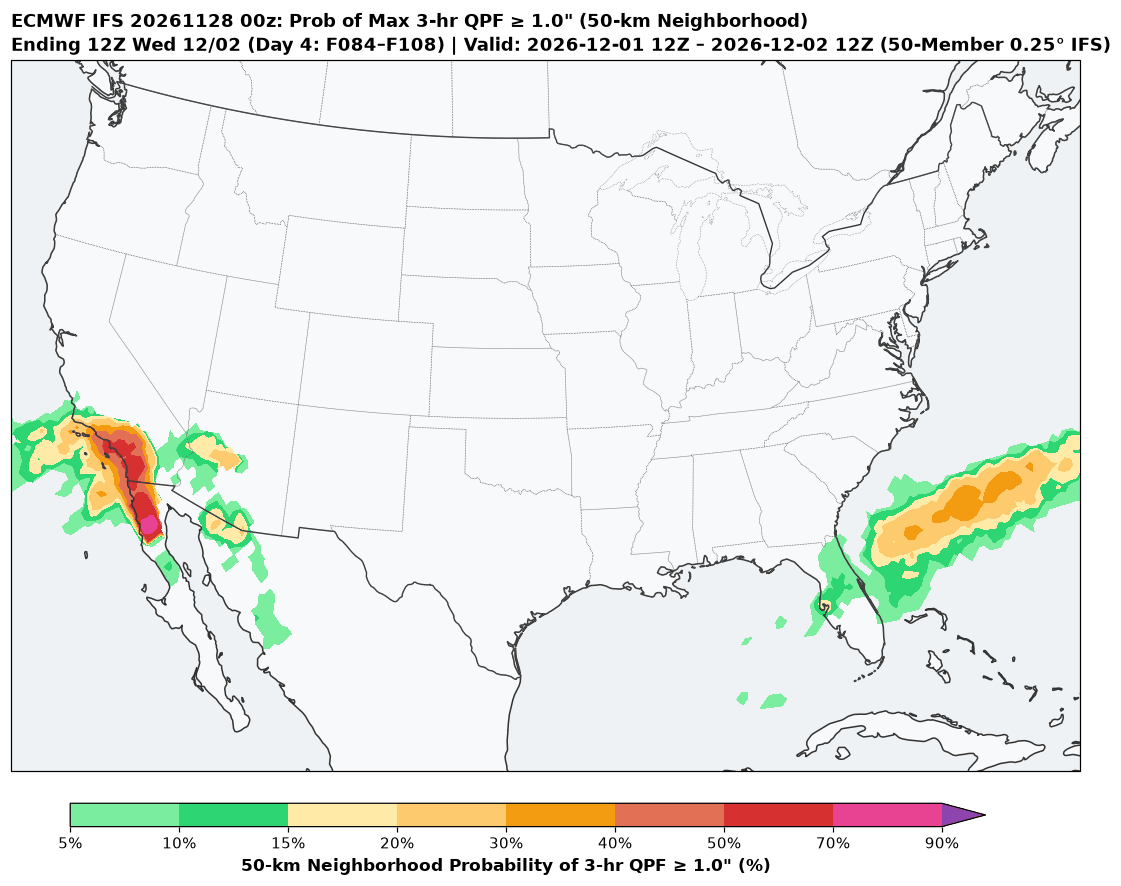 ECMWF IFS 20261128 00z: Prob of Max 3-hr QPF ≥ 1.0" (50-km Neighborhood)
Ending 12Z Wed 12/02 (Day 4: F084–F108) | Valid: 2026-12-01 12Z – 2026-12-02 12Z (50-Member 0.25° IFS)
5% 10% 15% 20% 30% 40% 50% 70% 90%
50-km Neighborhood Probability of 3-hr QPF ≥ 1.0" (%)